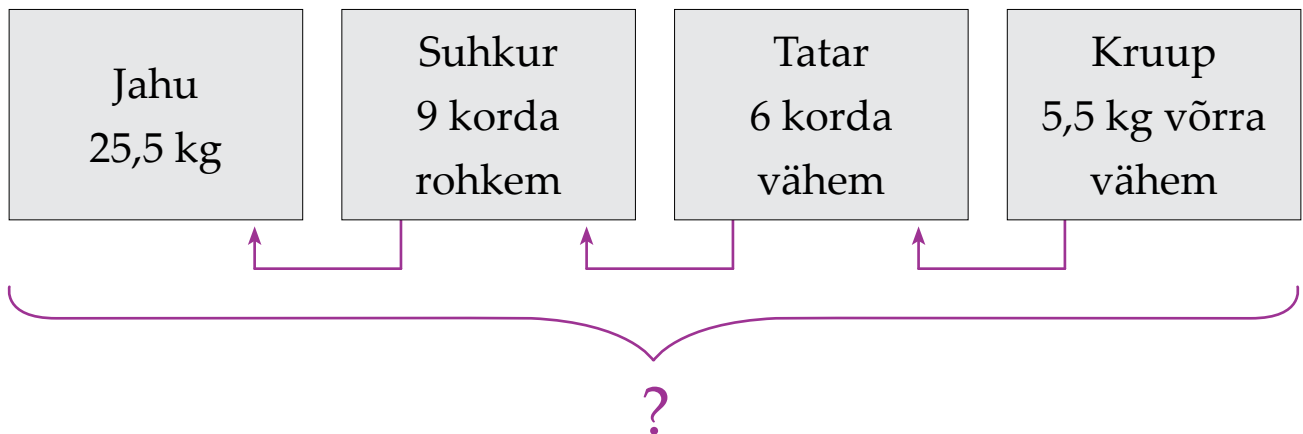 Jahu
25,5 kg
Suhkur
9 korda
rohkem
Tatar
6 korda
vähem
Kruup
5,5 kg võrra
vähem
?